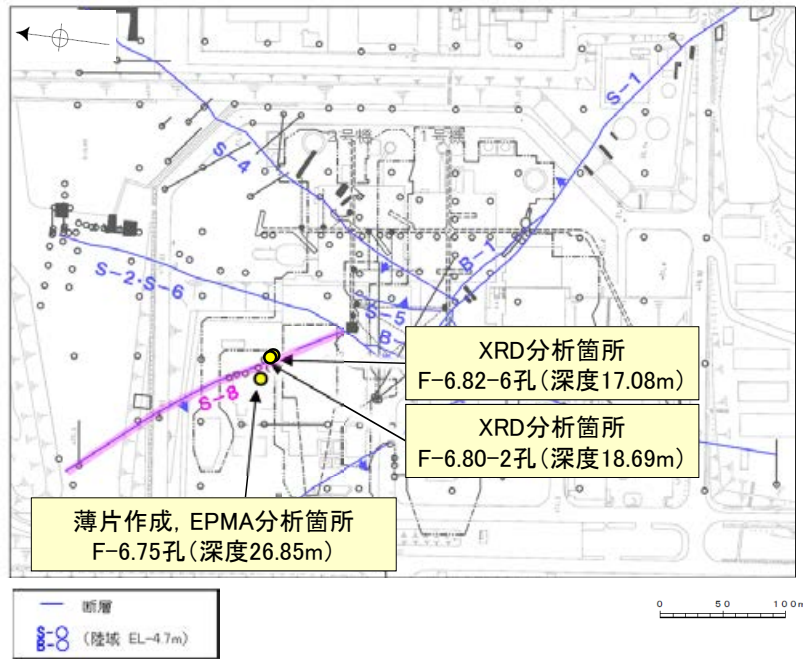 S-1
S-4
2号機
1号機
B-1
S-2・S-6
S-5
B-
S-8
XRD分析箇所
F-6.82-6孔(深度17.08m)
XRD分析箇所
F-6.80-2孔(深度18.69m)
薄片作成, EPMA分析箇所
F-6.75孔(深度26.85m)
断層
S-○
B-○ (陸域 EL-4.7m)
0 50 100m